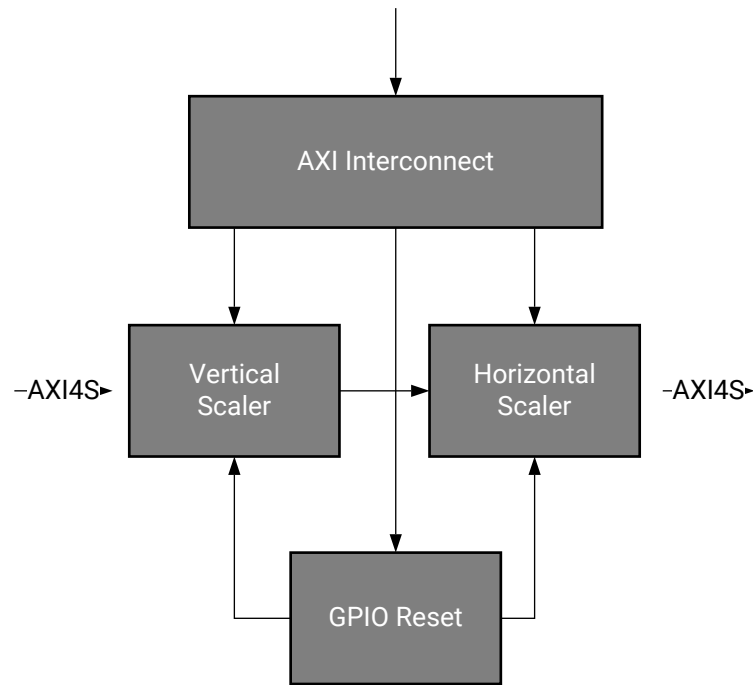 AXI Interconnect
AXI4S
Vertical
Scaler
Horizontal
Scaler
AXI4S
GPIO Reset